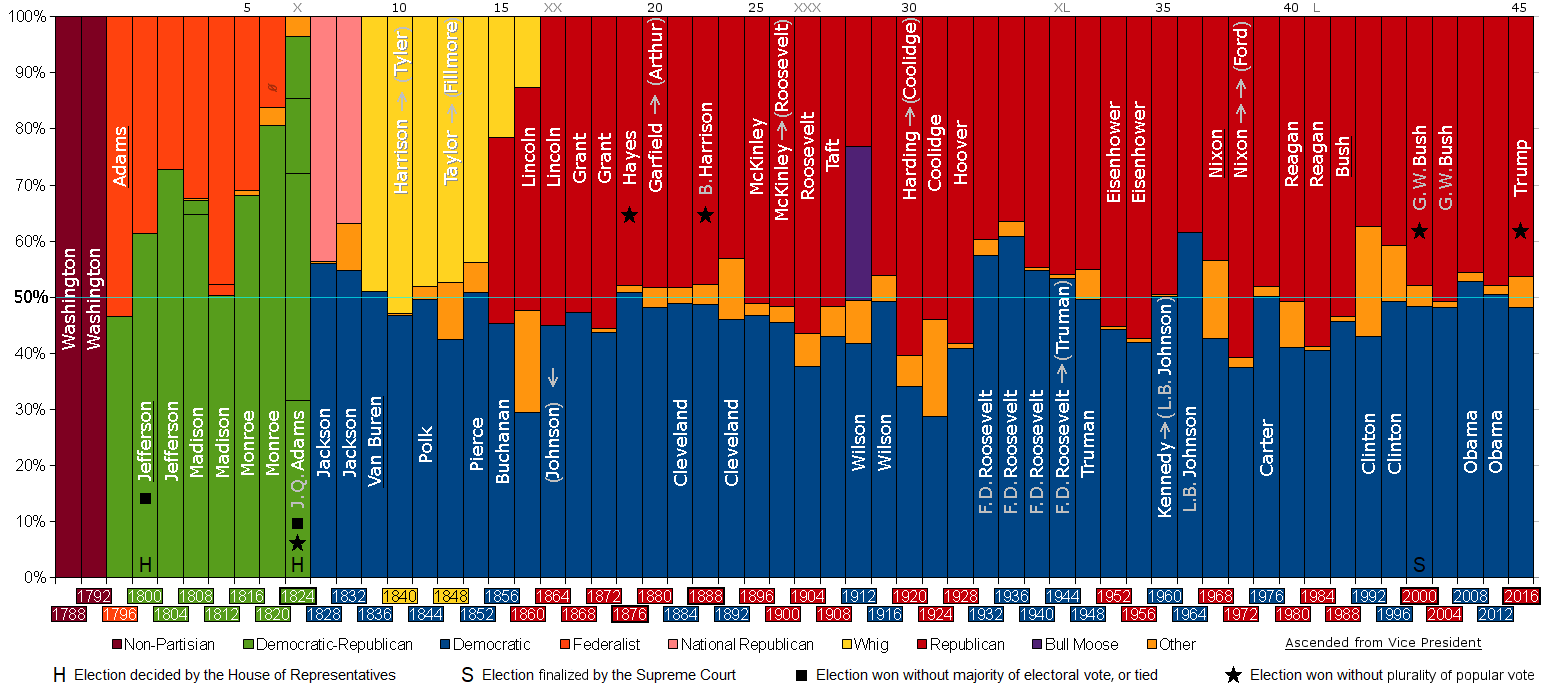 5 X 10 15 XX 20 25 XXX 30 35 XL 40 L 45
100%
90%
80%
70%
60%
50%
40%
30%
20%
10%
0%
Washington
Washington
Adams
Jefferson
H
Jefferson
Madison
Madison
Monroe
Monroe
ø
J.Q. Adams
H
Jackson
Jackson
Van Buren
Harrison → (Tyler)
Polk
Taylor → (Fillmore)
Pierce
Buchanan
Lincoln
Lincoln
(Johnson) ←
Grant
Grant
Hayes
Garfield → (Arthur)
Cleveland
B. Harrison
Cleveland
McKinley
McKinley → (Roosevelt)
Roosevelt
Taft
Wilson
Wilson
Harding → (Coolidge)
Coolidge
Hoover
F.D. Roosevelt
F.D. Roosevelt
F.D. Roosevelt
F.D. Roosevelt → (Truman)
Truman
Eisenhower
Eisenhower
Kennedy → (L.B. Johnson)
L.B. Johnson
Nixon
Nixon → → (Ford)
Carter
Reagan
Reagan
Bush
Clinton
Clinton
G.W. Bush
S
G.W. Bush
Obama
Obama
Trump
1792 1800 1808 1816 1824 1832 1840 1848 1856 1864 1872 1880 1888 1896 1904 1912 1920 1928 1936 1944 1952 1960 1968 1976 1984 1992 2000 2008 2016
1788 1796 1804 1812 1820 1828 1836 1844 1852 1860 1868 1876 1884 1892 1900 1908 1916 1924 1932 1940 1948 1956 1964 1972 1980 1988 1996 2004 2012
Non-Partisian Democratic-Republican Democratic Federalist National Republican Whig Republican Bull Moose Other Ascended from Vice President
H Election decided by the House of Representatives S Election finalized by the Supreme Court ■ Election won without majority of electoral vote, or tied ★ Election won without plurality of popular vote